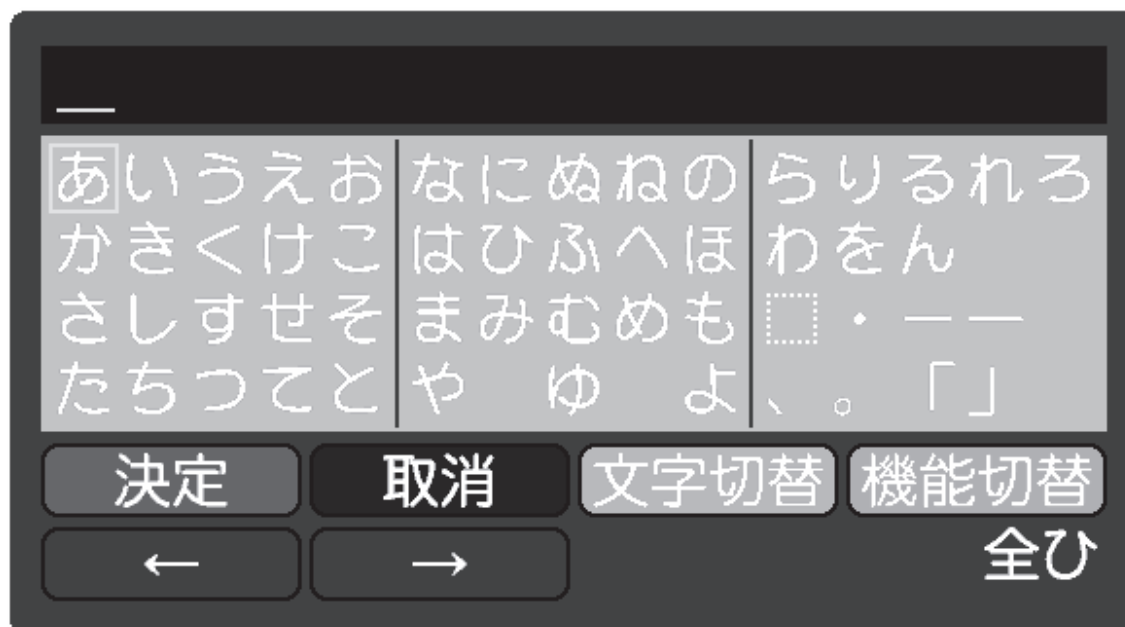 あいうえお なにぬねの らりるれろ
かきくけこ はひふへほ わをん
さしすせそ まみむめも ・ー―
たちつてと や ゆ よ 、。「」
決定 取消 文字切替 機能切替
← → 全ひ